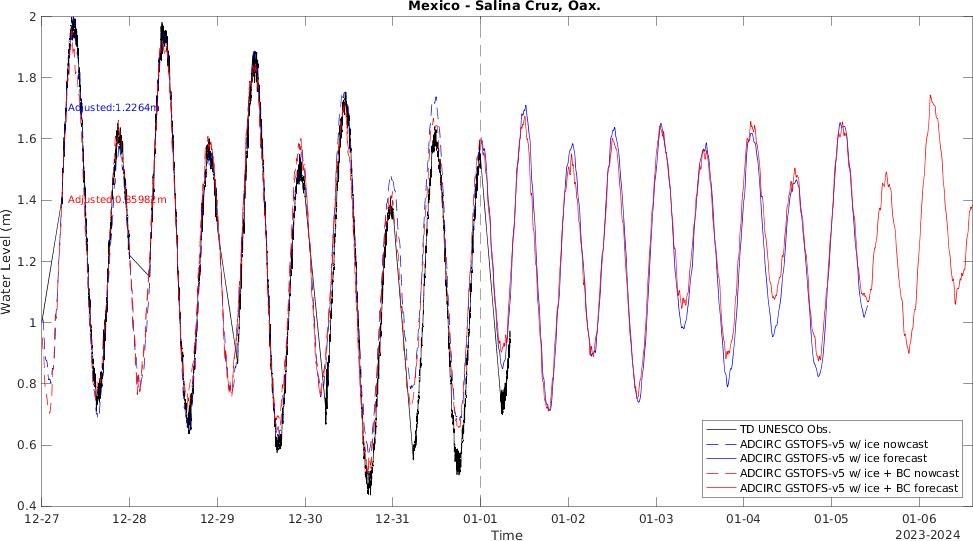 Mexico - Salina Cruz, Oax.
2
1.8
1.6
1.4
1.2
1
0.8
0.6
0.4
Water Level (m)
Adjusted:1.2264m
Adjusted:0.85982m
TD UNESCO Obs.
ADCIRC GSTOFS-v5 w/ ice nowcast
ADCIRC GSTOFS-v5 w/ ice forecast
ADCIRC GSTOFS-v5 w/ ice + BC nowcast
ADCIRC GSTOFS-v5 w/ ice + BC forecast
12-27 12-28 12-29 12-30 12-31 01-01 01-02 01-03 01-04 01-05 01-06
Time
2023-2024